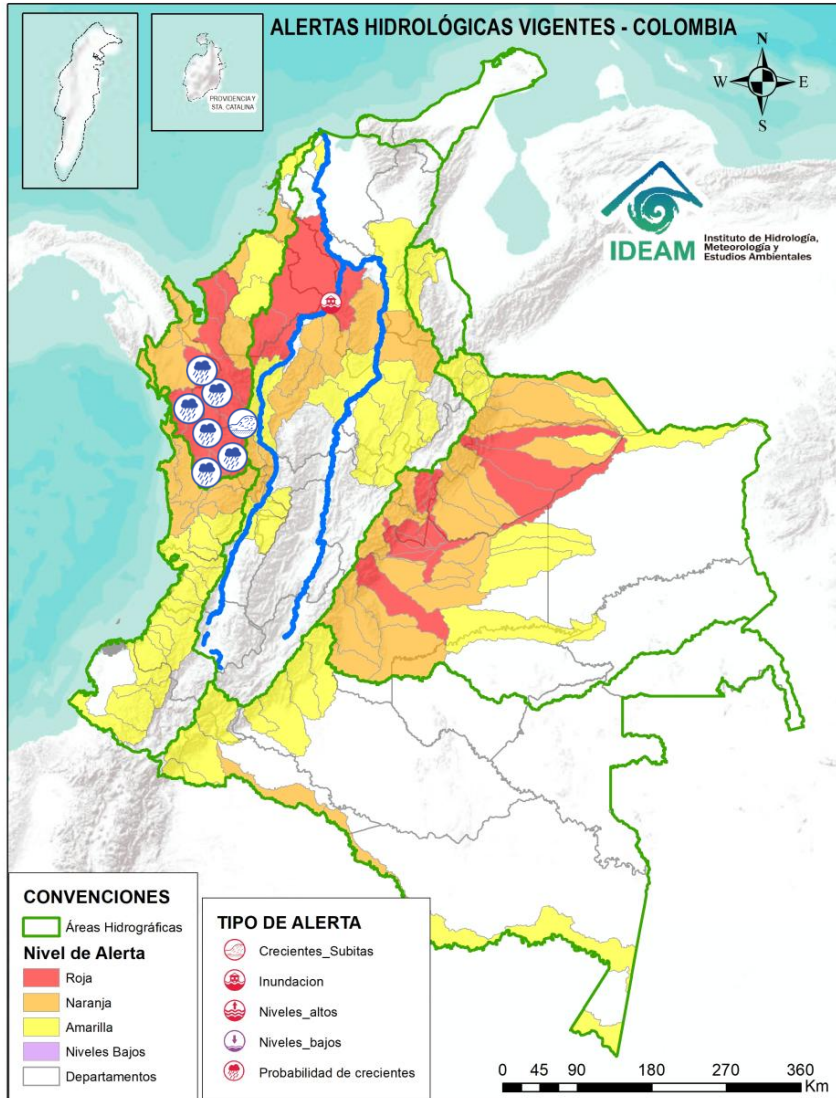 ALERTAS HIDROLÓGICAS VIGENTES - COLOMBIA
PROVIDENCIA Y
STA. CATALINA
N
W
E
S
IDEAM
Instituto de Hidrología,
Meteorología y
Estudios Ambientales
CONVENCIONES
Áreas Hidrográficas
Nivel de Alerta
Roja
Naranja
Amarilla
Niveles Bajos
Departamentos
TIPO DE ALERTA
Crecientes_Subitas
Inundacion
Niveles_altos
Niveles_bajos
Probabilidad de crecientes
0 45 90 180 270 360
Km